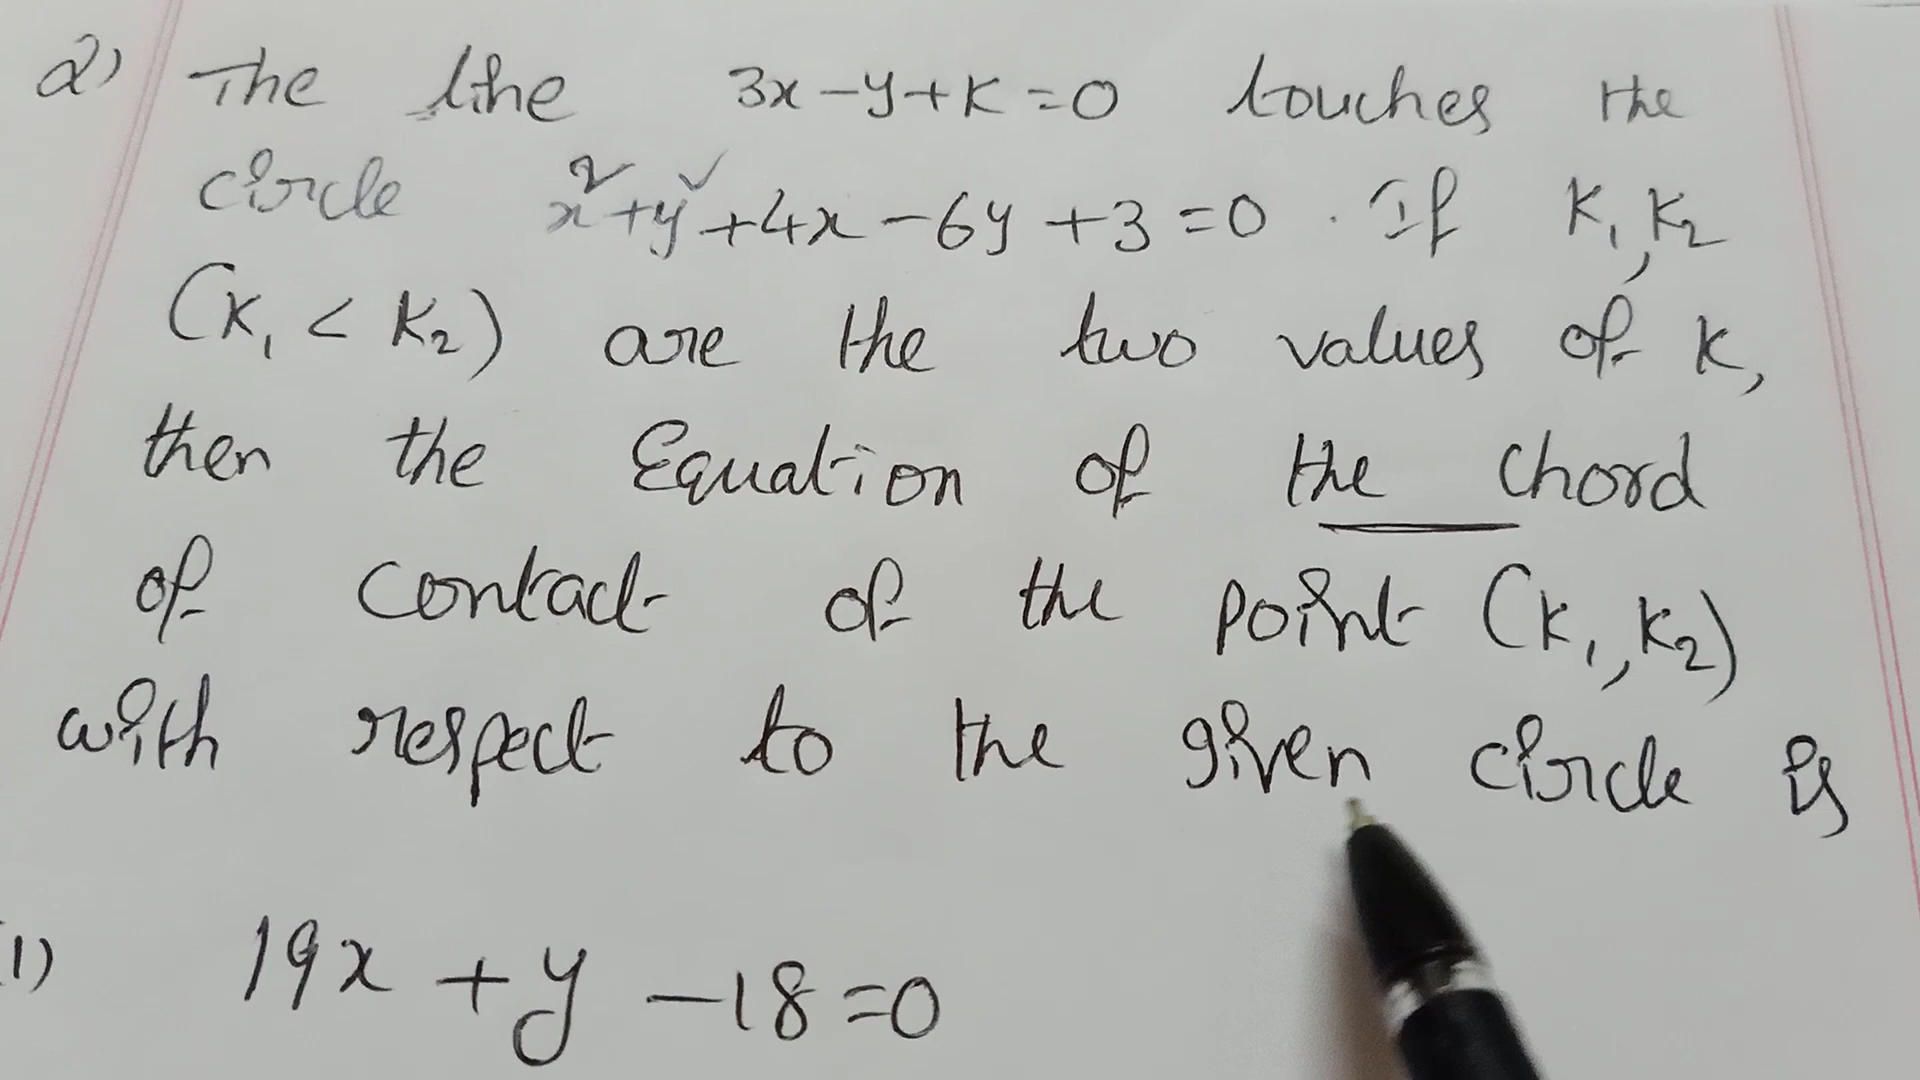 2) The line 3x-y+k=0 touches the
circle x²+y²+4x-6y+3=0. If K₁,K₂
(K₁<K₂) are the two values of k,
then the Equation of the chord
of contact of the point (K₁,K₂)
with respect to the given circle is
1) 19x+y-18=0